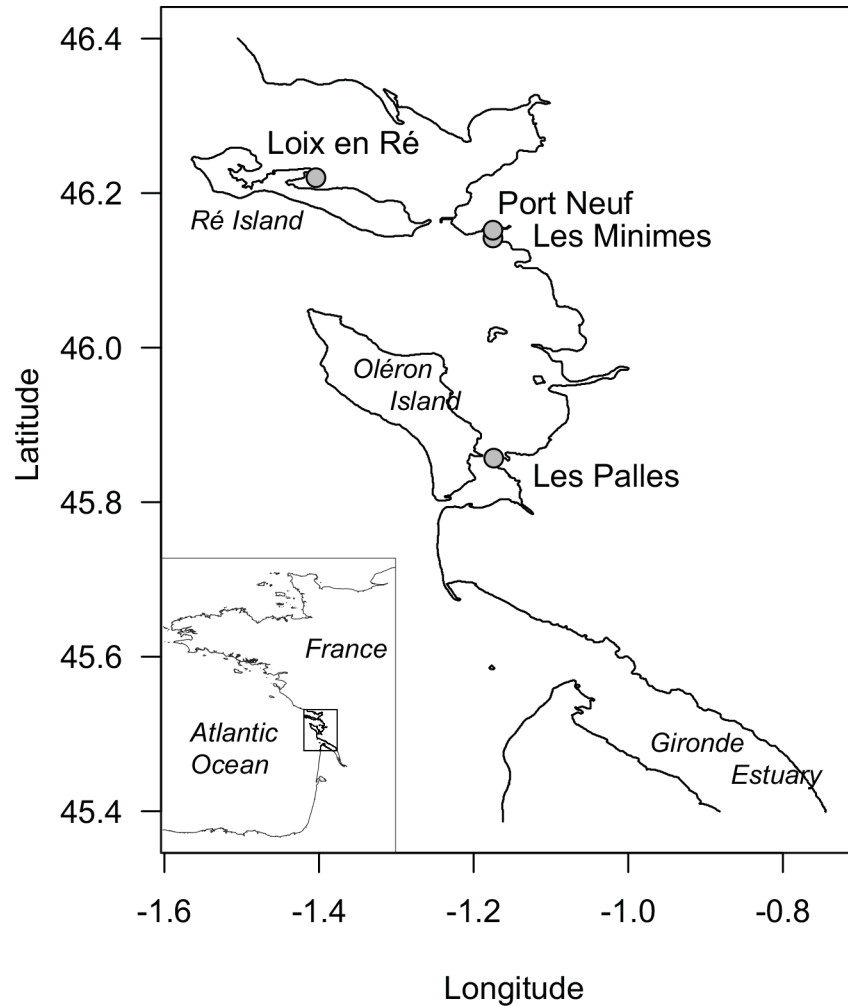 46.4
Loix en Ré
46.2
Port Neuf
Ré Island
Les Minimes
46.0
Oléron
Island
Latitude
Les Palles
45.8
France
45.6
Atlantic
Ocean
Gironde
Estuary
45.4
-1.6 -1.4 -1.2 -1.0 -0.8
Longitude